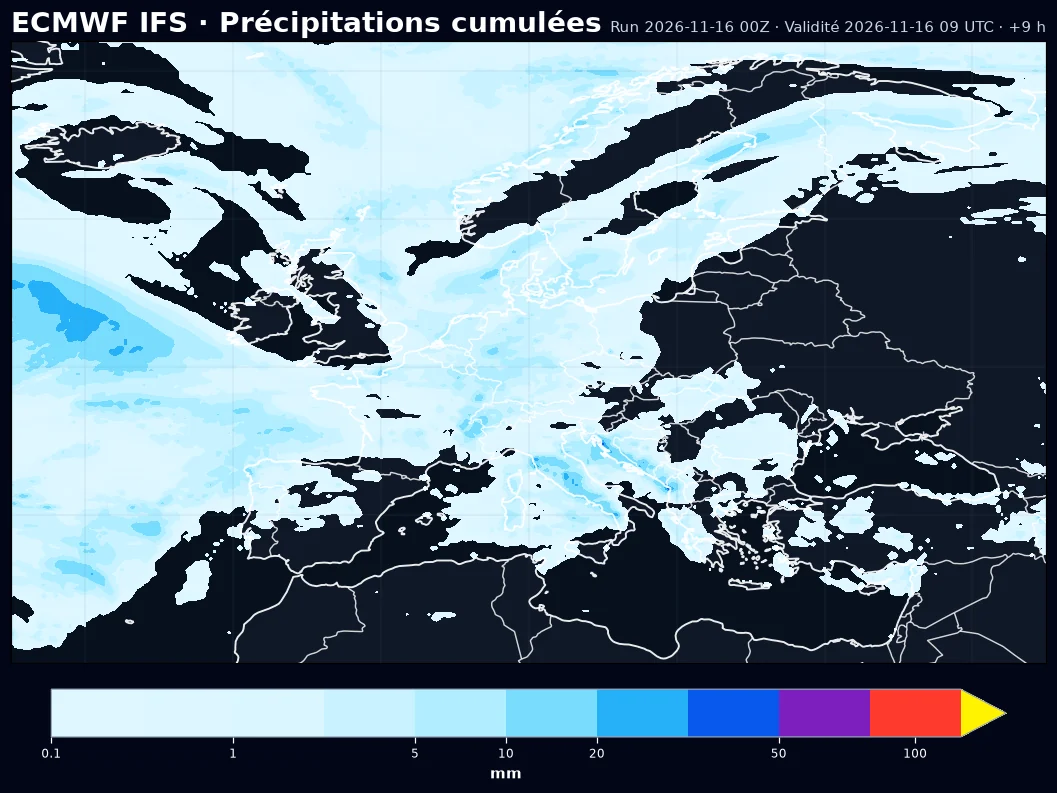 ECMWF IFS · Précipitations cumulées Run 2026-11-16 00Z · Validité 2026-11-16 09 UTC · +9 h
0.1 1 5 10 20 50 100
mm